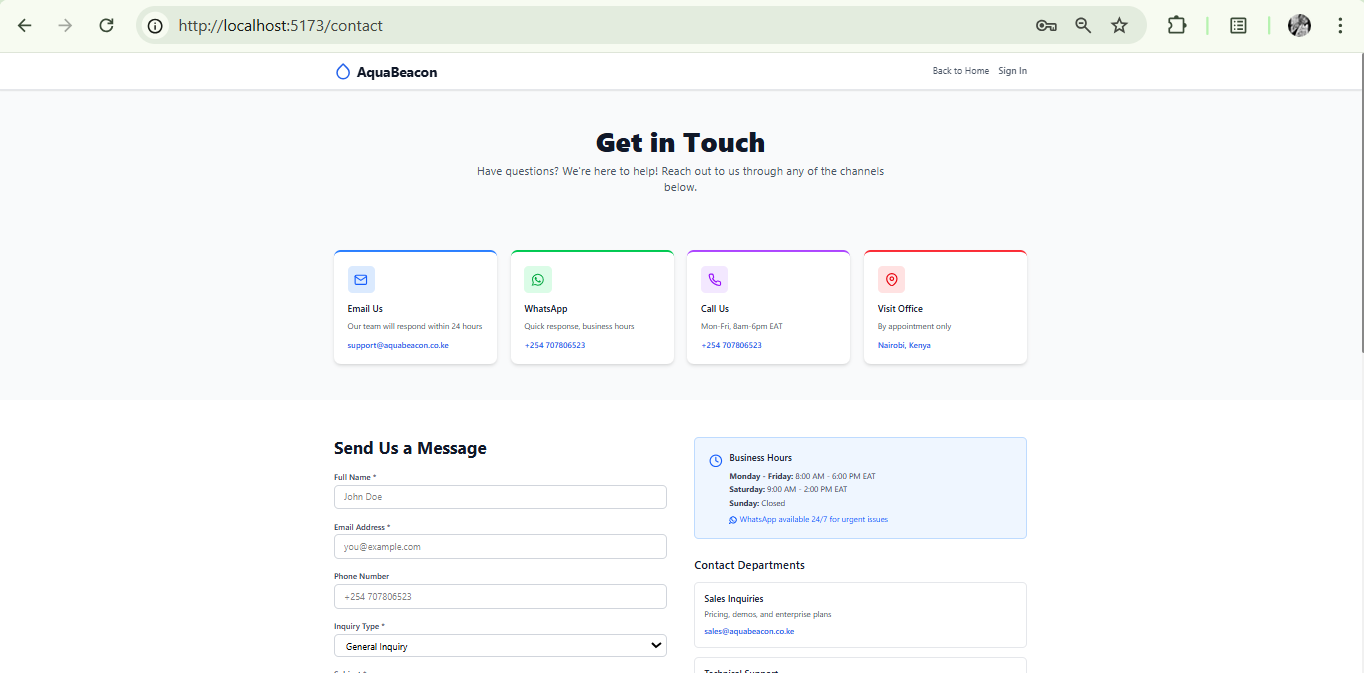 http://localhost:5173/contact
AquaBeacon
Back to Home Sign In
Get in Touch
Have questions? We're here to help! Reach out to us through any of the channels
below.
Email Us
Our team will respond within 24 hours
support@aquabeacon.co.ke
WhatsApp
Quick response, business hours
+254 707806523
Call Us
Mon-Fri, 8am-6pm EAT
+254 707806523
Visit Office
By appointment only
Nairobi, Kenya
Send Us a Message
Full Name *
John Doe
Email Address *
you@example.com
Phone Number
+254 707806523
Inquiry Type *
General Inquiry
Business Hours
Monday - Friday: 8:00 AM - 6:00 PM EAT
Saturday: 9:00 AM - 2:00 PM EAT
Sunday: Closed
WhatsApp available 24/7 for urgent issues
Contact Departments
Sales Inquiries
Pricing, demos, and enterprise plans
sales@aquabeacon.co.ke
Technical Support